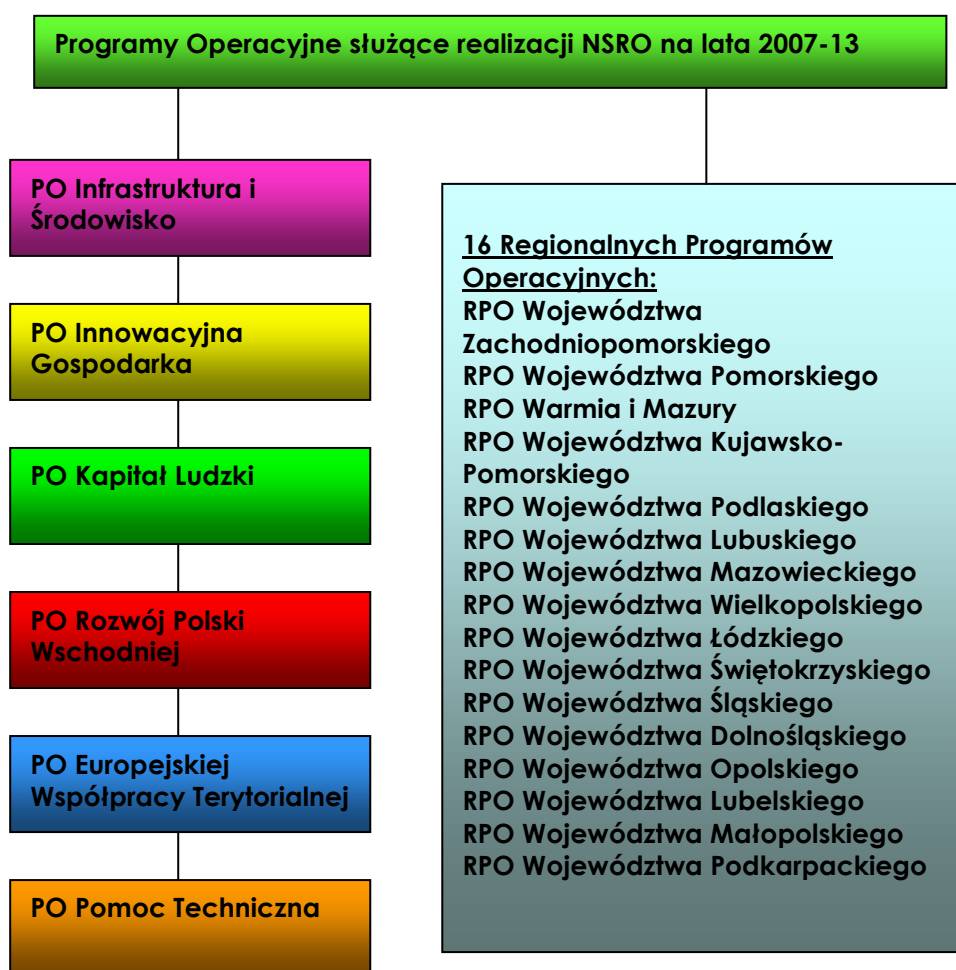 Programy Operacyjne służące realizacji NSRO na lata 2007-13
PO Infrastruktura i
Środowisko
PO Innowacyjna
Gospodarka
PO Kapitał Ludzki
PO Rozwój Polski
Wschodniej
PO Europejskiej
Współpracy Terytorialnej
PO Pomoc Techniczna
16 Regionalnych Programów
Operacyjnych:
RPO Województwa
Zachodniopomorskiego
RPO Województwa Pomorskiego
RPO Warmia i Mazury
RPO Województwa Kujawsko-
Pomorskiego
RPO Województwa Podlaskiego
RPO Województwa Lubuskiego
RPO Województwa Mazowieckiego
RPO Województwa Wielkopolskiego
RPO Województwa Łódzkiego
RPO Województwa Świętokrzyskiego
RPO Województwa Śląskiego
RPO Województwa Dolnośląskiego
RPO Województwa Opolskiego
RPO Województwa Lubelskiego
RPO Województwa Małopolskiego
RPO Województwa Podkarpackiego